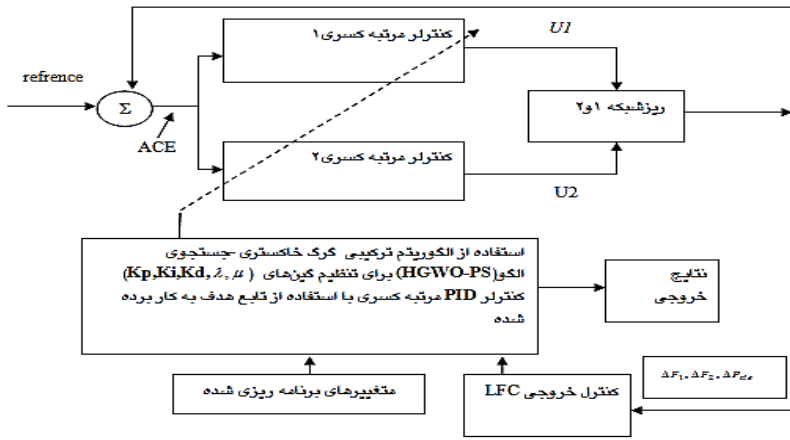 کنترلر مرتبه کسری۱
U1
refrence
Σ
ریزشبکه ۱و۲
ACE
کنترلر مرتبه کسری۲
U2
استفاده از الگوریتم ترکیبی گرگ خاکستری-جستجوی
الگو(HGWO-PS) برای تنظیم گین‌های (Kp,Ki,Kd,λ,μ)
کنترلر PID مرتبه کسری با استفاده از تابع هدف به کار برده
شده
نتایج
خروجی
متغییرهای برنامه ریزی شده
کنترل خروجی LFC
ΔF₁,ΔF₂,ΔPtie